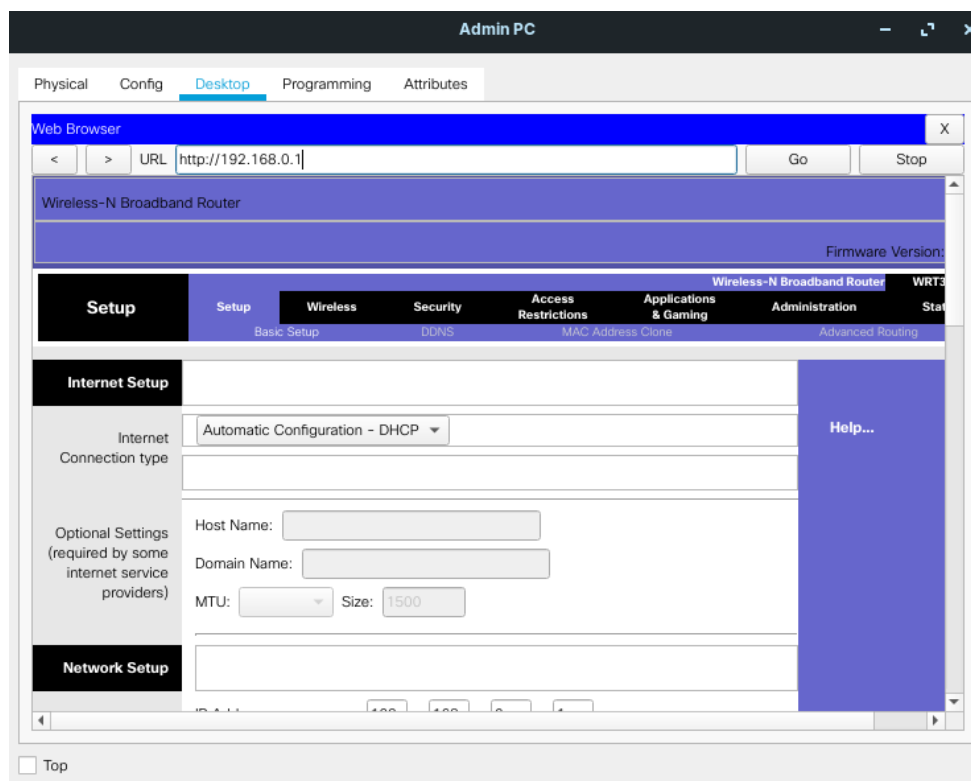 Admin PC
Physical Config Desktop Programming Attributes
Web Browser X
< > URL http://192.168.0.1 Go Stop
Wireless-N Broadband Router
Firmware Version:
Wireless-N Broadband Router WRT3
Setup Setup Wireless Security Access Restrictions Applications & Gaming Administration Stat
Basic Setup DDNS MAC Address Clone Advanced Routing
Internet Setup
Internet Connection type
Automatic Configuration - DHCP
Help...
Optional Settings
(required by some
internet service
providers)
Host Name:
Domain Name:
MTU: Size: 1500
Network Setup
Top